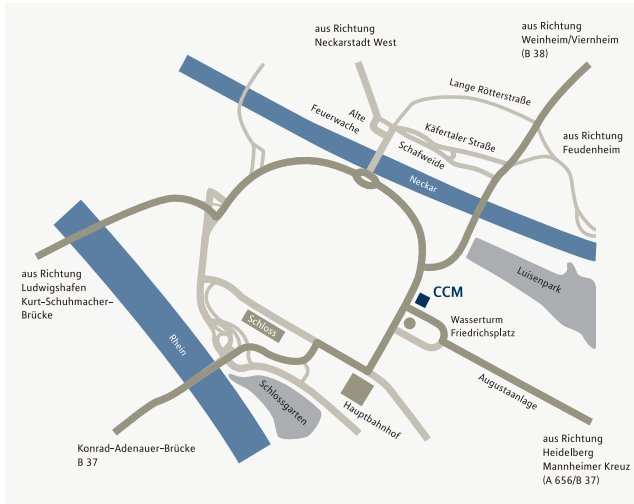 aus Richtung
Neckarstadt West
aus Richtung
Weinheim/Viernheim
(B 38)
Lange Rötterstraße
Alte
Feuerwache
Käfertaler Straße
Schafweide
aus Richtung
Feudenheim
Neckar
Luisenpark
aus Richtung
Ludwigshafen
Kurt-Schuhmacher-
Brücke
CCM
Schloss
Wasserturm
Friedrichsplatz
Rhein
Schlossgarten
Hauptbahnhof
Augustaanlage
Konrad-Adenauer-Brücke
B 37
aus Richtung
Heidelberg
Mannheimer Kreuz
(A 656/B 37)